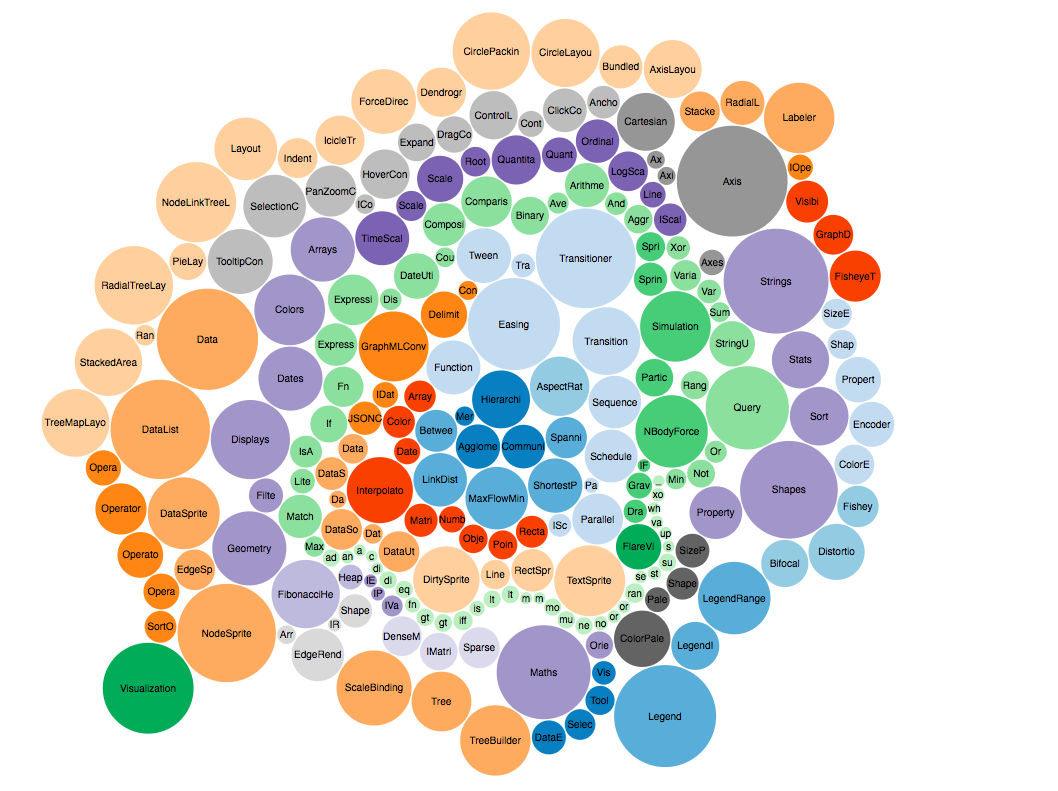 CirclePackin
CircleLayou
Bundled
AxisLayou
ForceDirec
Dendrogr
ControlL
Cont
ClickCo
Ancho
Cartesian
Stacke
RadialL
Labeler
Layout
Indent
IcicleTr
Expand
DragCo
Root
Quantita
Quant
Ordinal
LogSca
Ax
Axi
Axis
IOpe
NodeLinkTreeL
SelectionC
PanZoomC
HoverCon
ICo
Scale
Scale
Comparis
Binary
Ave
Arithme
And
Line
Aggr
IScal
Visibi
GraphD
FisheyeT
RadialTreeLay
PieLay
TooltipCon
Arrays
TimeScal
Composi
Cou
Tween
Tra
Transitioner
Spri
Xor
Axes
Strings
Sprin
Varia
Var
Sum
SizeE
Ran
Data
Colors
Expressi
Dis
DateUti
Con
Delimit
Easing
Simulation
StringU
Shap
StackedArea
Dates
Express
GraphMLConv
Function
Transition
Stats
Propert
TreeMapLayo
DataList
Displays
Fn
IDat
Array
Hierarchi
AspectRat
Sequence
Partic
Rang
Query
Sort
Encoder
If
JSONC
Color
Betwee
Mer
Agglome
Communi
Spanni
Schedule
NBodyForce
Or
ColorE
Opera
IsA
Data
Date
DataS
Lite
Filte
Da
Interpolato
LinkDist
MaxFlowMin
ShortestP
Pa
IF
Grav
_
Min
Not
Shapes
Fishey
Operator
DataSprite
Match
DataSo
Dat
Matri
Numb
Obje
Poin
Recta
ISc
Parallel
Dra
xo
wh
va
up
Property
Operato
EdgeSp
Geometry
Max
ad
an
a
c
di
DataUt
FlareVi
s
su
st
se
SizeP
Bifocal
Distortio
Opera
SortO
NodeSprite
FibonacciHe
Heap
IE
IP
di
eq
IVa
fn
DirtySprite
Line
RectSpr
TextSprite
ran
or
or
Pale
Shape
LegendRange
Arr
IR
Shape
EdgeRend
DenseM
gt
gt
iff
is
lt
lt
m
m
mo
mu
ne
no
IMatri
Sparse
Orie
ColorPale
LegendI
Visualization
ScaleBinding
Tree
Maths
Vis
Tool
Selec
DataE
TreeBuilder
Legend